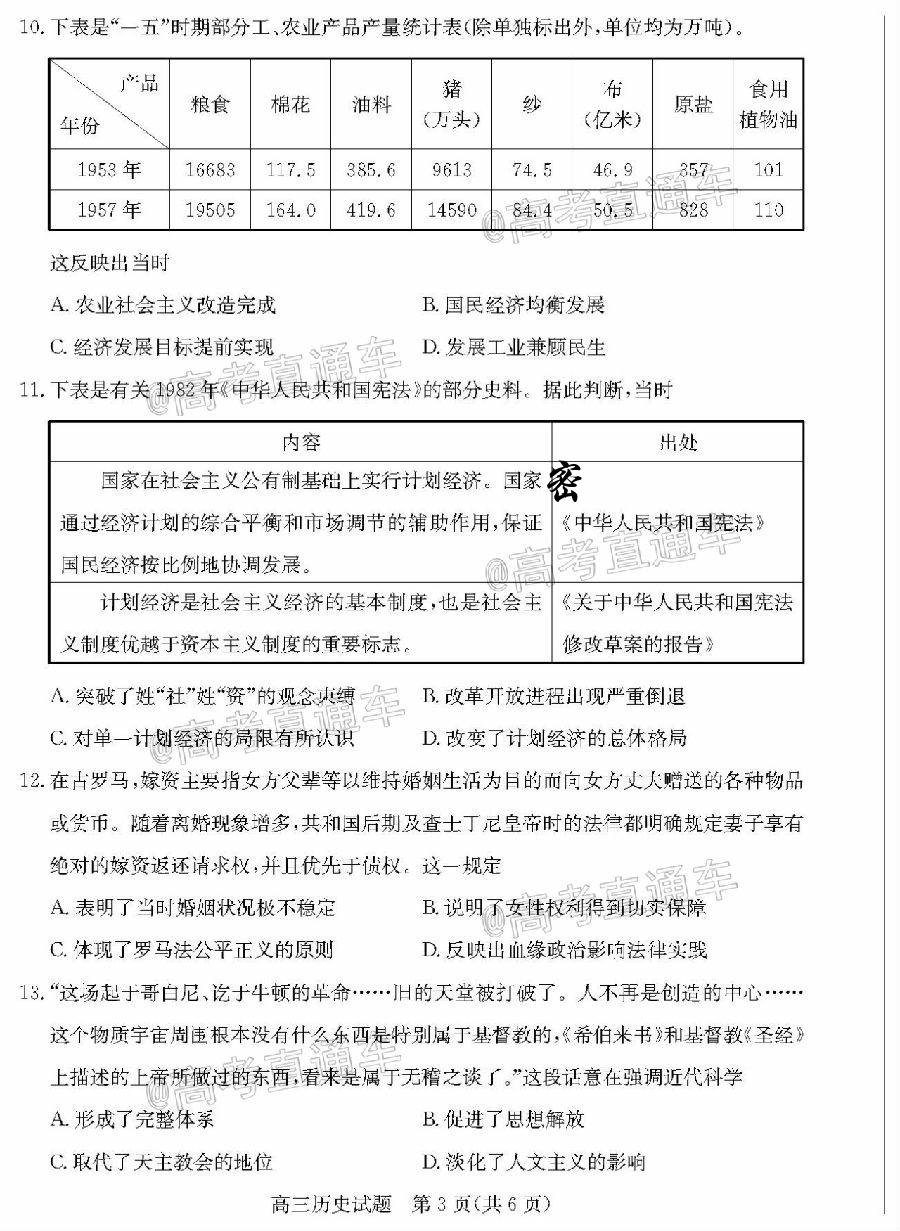 10. 下表是“一五”时期部分工、农业产品产量统计表(除单独标出外,单位均为万吨)。
产品
年份
粮食 棉花 油料 猪(万头) 纱 布(亿米) 原盐 食用植物油
1953 年 16683 117.5 385.6 9613 74.5 46.9 357 101
1957 年 19505 164.0 419.6 14590 84.4 50.5 828 110
这反映出当时
A. 农业社会主义改造完成 B. 国民经济均衡发展
C. 经济发展目标提前实现 D. 发展工业兼顾民生
11. 下表是有关 1982 年《中华人民共和国宪法》的部分史料。据此判断,当时
内容 出处
国家在社会主义公有制基础上实行计划经济。国家
密
通过经济计划的综合平衡和市场调节的辅助作用,保证 《中华人民共和国宪法》
国民经济按比例地协调发展。
计划经济是社会主义经济的基本制度,也是社会主 《关于中华人民共和国宪法
义制度优越于资本主义制度的重要标志。 修改草案的报告》
A. 突破了姓“社”姓“资”的观念束缚 B. 改革开放进程出现严重倒退
C. 对单一计划经济的局限有所认识 D. 改变了计划经济的总体格局
12. 在古罗马,嫁资主要指女方父辈等以维持婚姻生活为目的而向女方丈夫赠送的各种物品
或货币。随着离婚现象增多,共和国后期及查士丁尼皇帝时的法律都明确规定妻子享有
绝对的嫁资返还请求权,并且优先于债权。这一规定
A. 表明了当时婚姻状况极不稳定 B. 说明了女性权利得到切实保障
C. 体现了罗马法公平正义的原则 D. 反映出血缘政治影响法律实践
13. “这场起于哥白尼、讫于牛顿的革命……旧的天堂被打破了。人不再是创造的中心……
这个物质宇宙周围根本没有什么东西是特别属于基督教的,《希伯来书》和基督教《圣经》
上描述的上帝所做过的东西,看来是属于无稽之谈了。”这段话意在强调近代科学
A. 形成了完整体系 B. 促进了思想解放
C. 取代了天主教会的地位 D. 淡化了人文主义的影响
高三历史试题 第 3 页(共 6 页)
@高考直通车
@高考直通车
@高考直通车
@高考直通车
@高考直通车
@高考直通车
@高考直通车